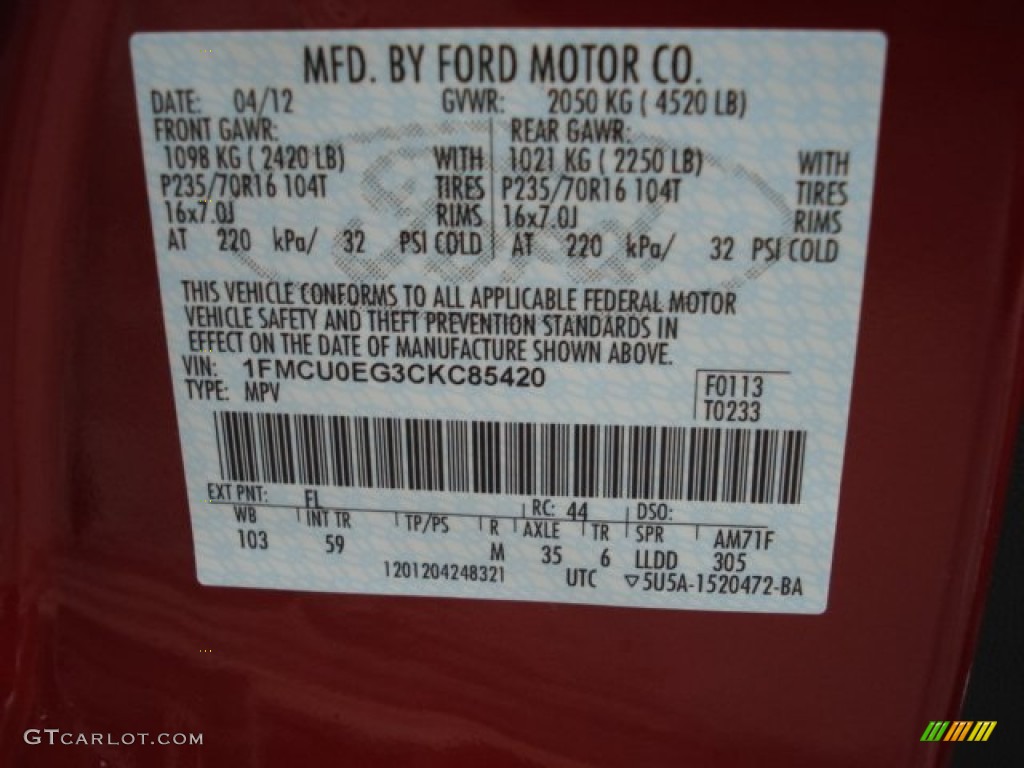 MFD. BY FORD MOTOR CO.
DATE: 04/12 GVWR: 2050 KG ( 4520 LB)
FRONT GAWR: REAR GAWR:
1098 KG ( 2420 LB) WITH 1021 KG ( 2250 LB) WITH
P235/70R16 104T TIRES P235/70R16 104T TIRES
16x7.0J RIMS 16x7.0J RIMS
AT 220 kPa/ 32 PSI COLD AT 220 kPa/ 32 PSI COLD
THIS VEHICLE CONFORMS TO ALL APPLICABLE FEDERAL MOTOR
VEHICLE SAFETY AND THEFT PREVENTION STANDARDS IN
EFFECT ON THE DATE OF MANUFACTURE SHOWN ABOVE.
VIN: 1FMCU0EG3CKC85420
TYPE: MPV
F0113
T0233
EXT PNT: FL RC: 44 DSO:
WB INT TR TP/PS R AXLE TR SPR AM71F
103 59 M 35 6 LLDD 305
1201204248321 UTC ▽5U5A-1520472-BA
Ford
GTCARLOT.COM